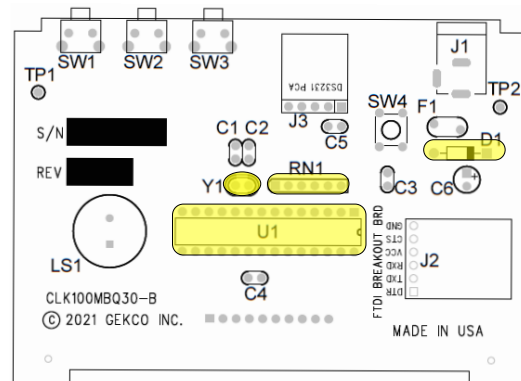 SW1 SW2 SW3
J1
DS3231 PCA
TP1
TP2
SW4
F1
J3
S/N
C1 C2
C5
D1
REV
Y1
RN1
C3
C6
+
U1
LS1
FTDI BREAKOUT BRD
GND
CTS
VCC
RXD
TXD
DTR
J2
C4
CLK100MBQ30-B
© 2021 GEKCO INC.
MADE IN USA